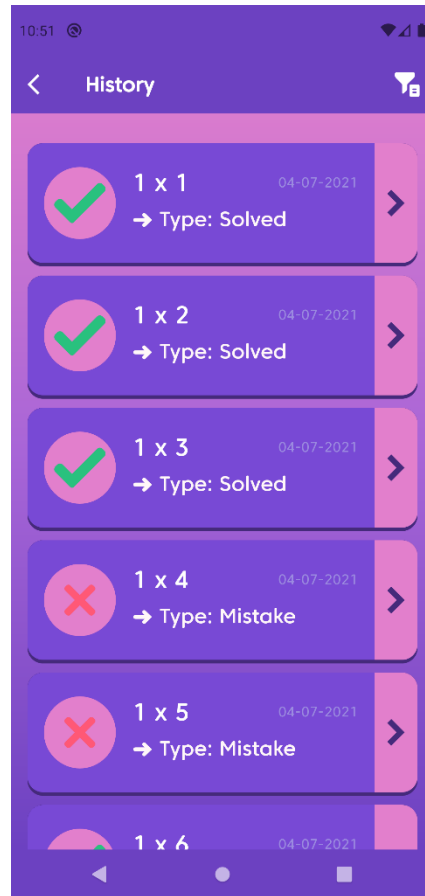 10:51
History
1 x 1 04-07-2021
→ Type: Solved
1 x 2 04-07-2021
→ Type: Solved
1 x 3 04-07-2021
→ Type: Solved
1 x 4 04-07-2021
→ Type: Mistake
1 x 5 04-07-2021
→ Type: Mistake
1 x 6 04-07-2021